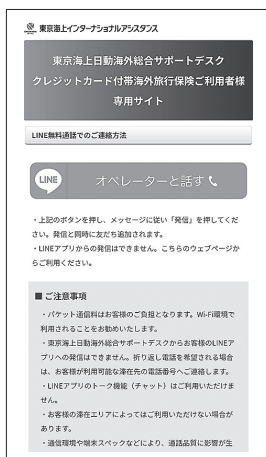 東京海上インターナショナルアシスタンス
東京海上日動海外総合サポートデスク
クレジットカード付帯海外旅行保険ご利用者様
専用サイト
LINE無料通話でのご連絡方法
LINE
オペレーターと話す
・上記のボタンを押し、メッセージに従い「発信」を押してくだ
さい。発信と同時に友だち追加されます。
・LINEアプリからの発信はできません。こちらのウェブページか
らご利用ください。
■ ご注意事項
・パケット通信料はお客様のご負担となります。Wi-Fi環境で
利用されることをお勧めいたします。
・東京海上日動海外総合サポートデスクからお客様のLINEア
プリへの発信はできません。折り返し電話を希望される場合
は、お客様が利用可能な滞在先の電話番号へご連絡します。
・LINEアプリのトーク機能(チャット)はご利用いただけま
せん。
・お客様の滞在エリアによってはご利用いただけない場合が
あります。
・通信環境や端末スペックなどにより、通話品質に影響が生